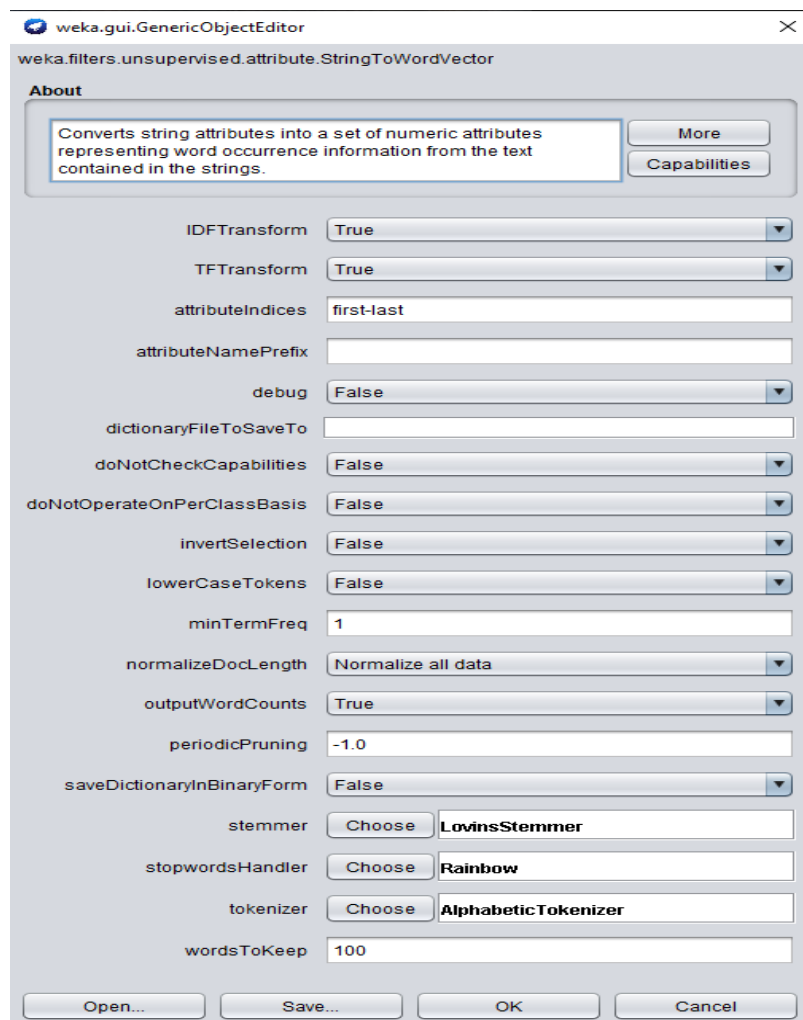 weka.gui.GenericObjectEditor
weka.filters.unsupervised.attribute.StringToWordVector
About
Converts string attributes into a set of numeric attributes
representing word occurrence information from the text
contained in the strings.
More
Capabilities
IDFTransform True
TFTransform True
attributeIndices first-last
attributeNamePrefix
debug False
dictionaryFileToSaveTo
doNotCheckCapabilities False
doNotOperateOnPerClassBasis False
invertSelection False
lowerCaseTokens False
minTermFreq 1
normalizeDocLength Normalize all data
outputWordCounts True
periodicPruning -1.0
saveDictionaryInBinaryForm False
stemmer Choose LovinsStemmer
stopwordsHandler Choose Rainbow
tokenizer Choose AlphabeticTokenizer
wordsToKeep 100
Open... Save... OK Cancel